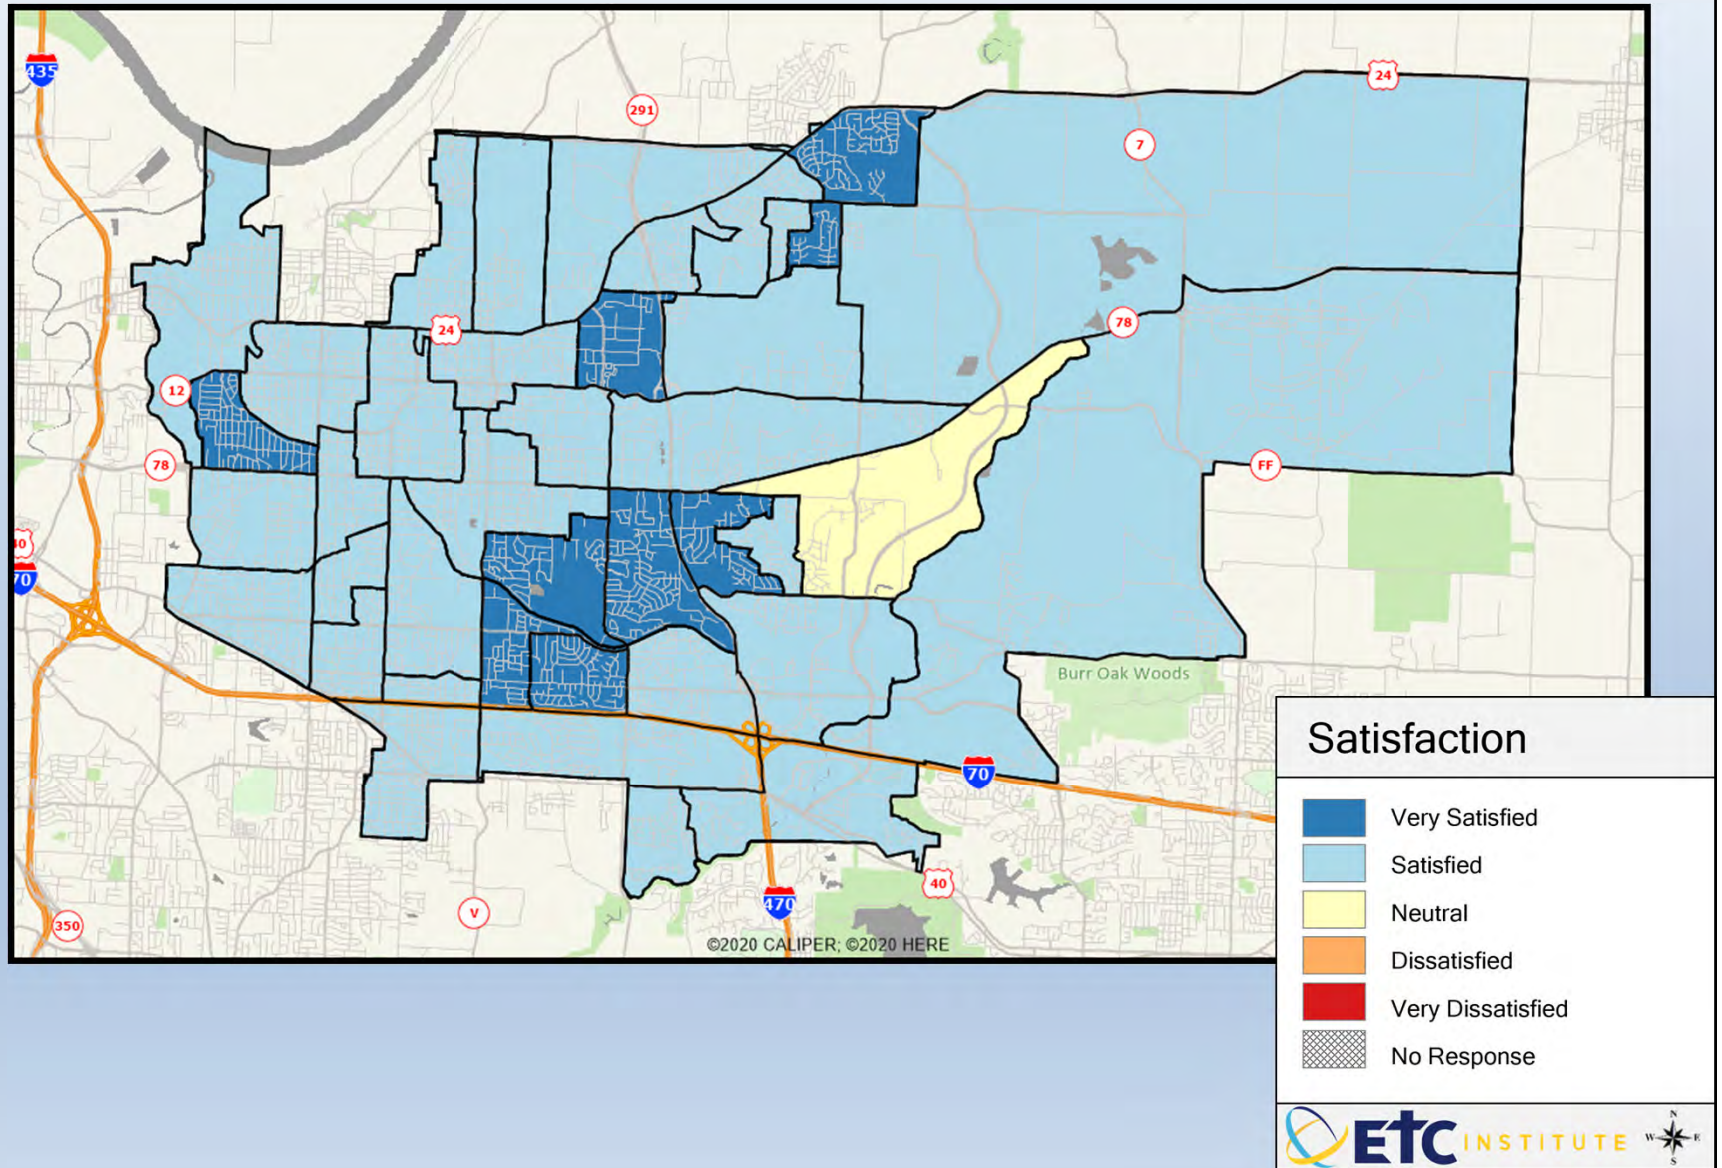 435
291
24
7
24
78
12
78
FF
40
70
Burr Oak Woods
70
40
470
V
350
©2020 CALIPER; ©2020 HERE
Satisfaction
Very Satisfied
Satisfied
Neutral
Dissatisfied
Very Dissatisfied
No Response
ETC INSTITUTE
N
W E
S